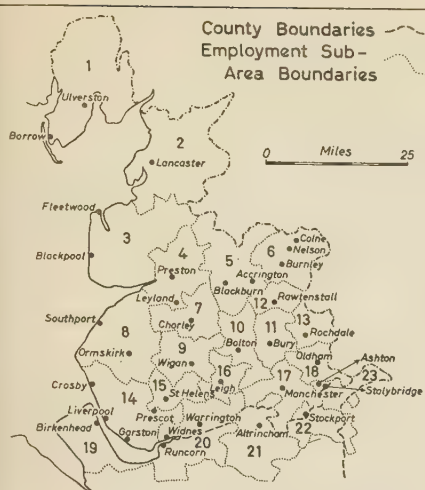 County Boundaries
Employment Sub-
Area Boundaries
1
Ulverston
Barrow
2
Lancaster
Miles
0 25
Fleetwood
3
Blackpool
4
Preston
5
6
Colne
Nelson
Burnley
Accrington
Blackburn
Leyland
7
Chorley
12
Rawtenstall
Southport
8
Ormskirk
9
Wigan
10
Bolton
11
Bury
13
Rochdale
Oldham
Ashton
18
23
Stalybridge
Crosby
14
15
St Helens
16
Leigh
17
Manchester
Liverpool
Birkenhead
Prescot
Warrington
Stockport
22
19
Garston
Widnes
20
Runcorn
Altrincham
21